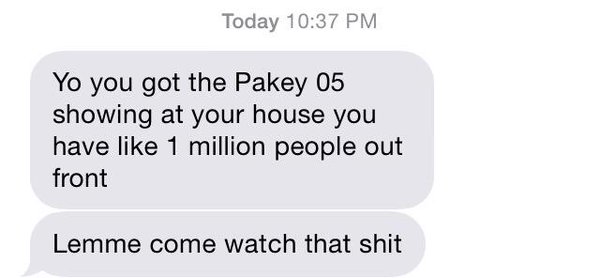 Today 10:37 PM
Yo you got the Pakey 05
showing at your house you
have like 1 million people out
front
Lemme come watch that shit